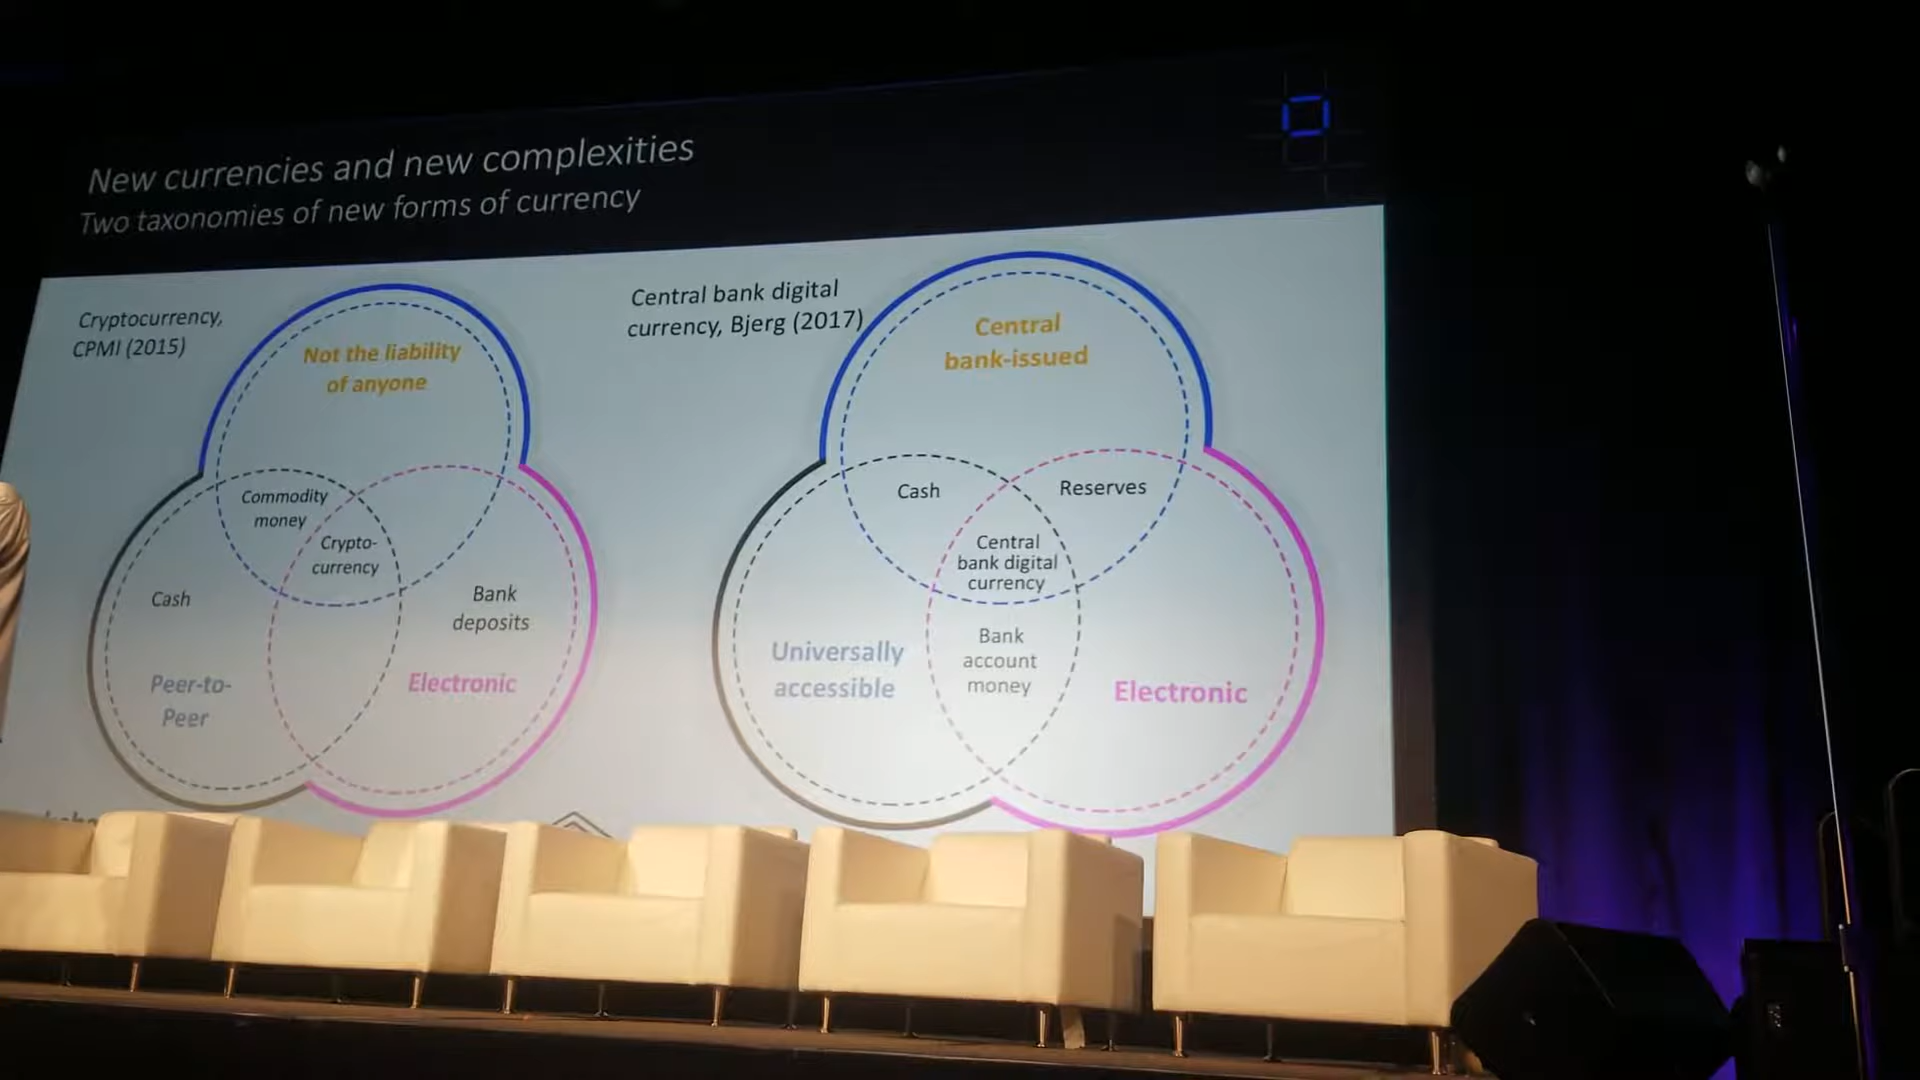 New currencies and new complexities
Two taxonomies of new forms of currency
Cryptocurrency,
CPMI (2015)
Not the liability
of anyone
Commodity
money
Crypto-
currency
Cash
Bank
deposits
Peer-to-
Peer
Electronic
Central bank digital
currency, Bjerg (2017)
Central
bank-issued
Cash
Reserves
Central
bank digital
currency
Universally
accessible
Bank
account
money
Electronic